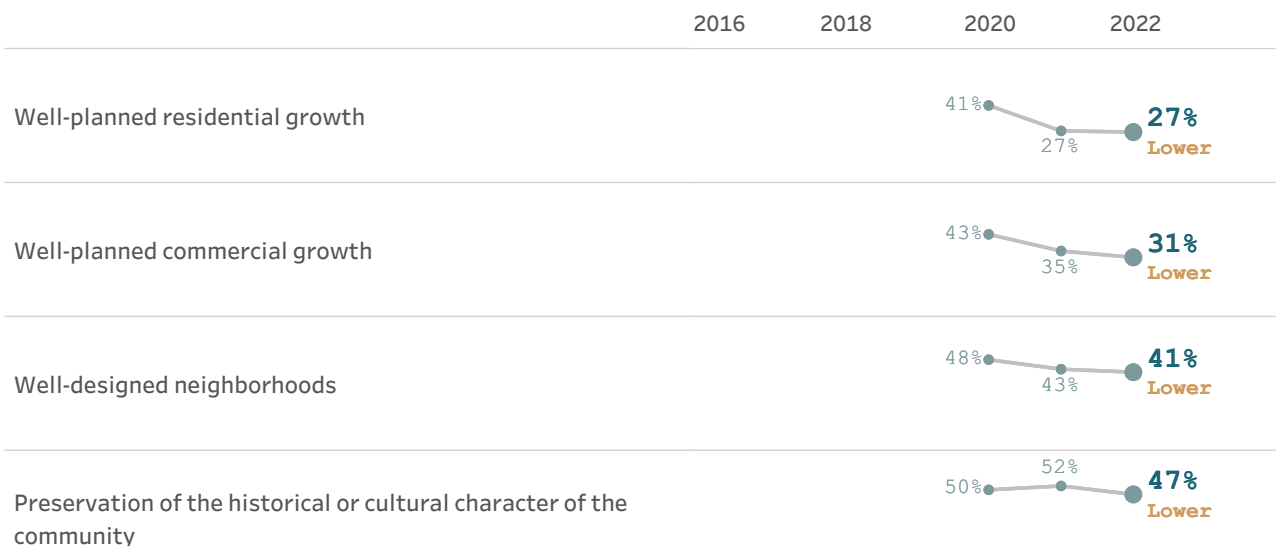 2016 2018 2020 2022
Well-planned residential growth
41%
27%
27%
Lower
Well-planned commercial growth
43%
35%
31%
Lower
Well-designed neighborhoods
48%
43%
41%
Lower
Preservation of the historical or cultural character of the
community
50%
52%
47%
Lower